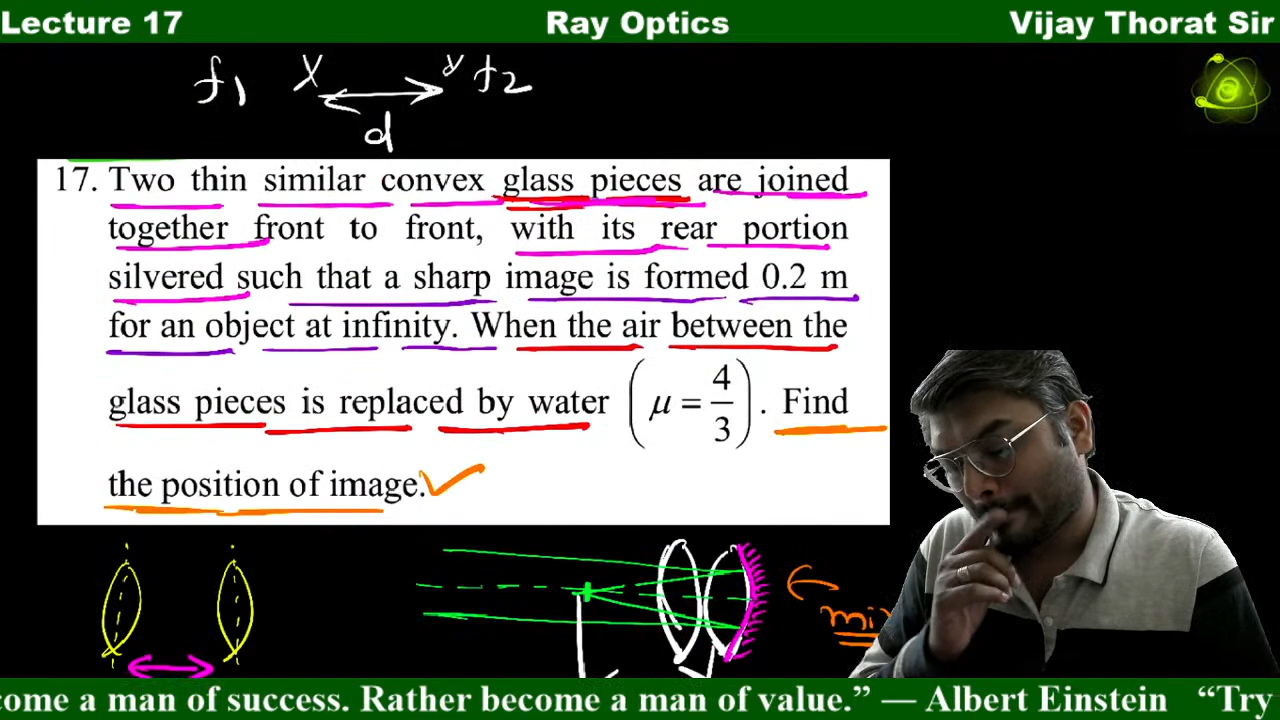 Lecture 17 Ray Optics Vijay Thorat Sir
f1 f2
d
17. Two thin similar convex glass pieces are joined
together front to front, with its rear portion
silvered such that a sharp image is formed 0.2 m
for an object at infinity. When the air between the
glass pieces is replaced by water (μ = 4/3). Find
the position of image.
come a man of success. Rather become a man of value.” — Albert Einstein “Try